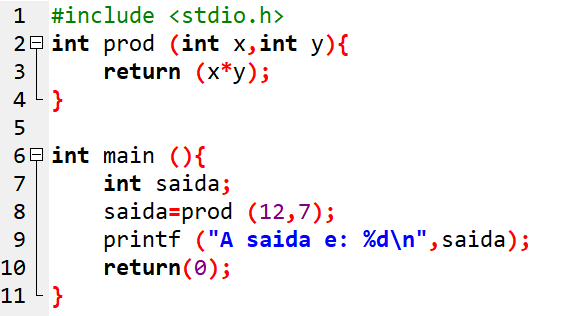 1 #include <stdio.h>
2 int prod (int x,int y){
3 return (x*y);
4 }
5
6 int main (){
7 int saida;
8 saida=prod (12,7);
9 printf ("A saida e: %d\n",saida);
10 return(0);
11 }